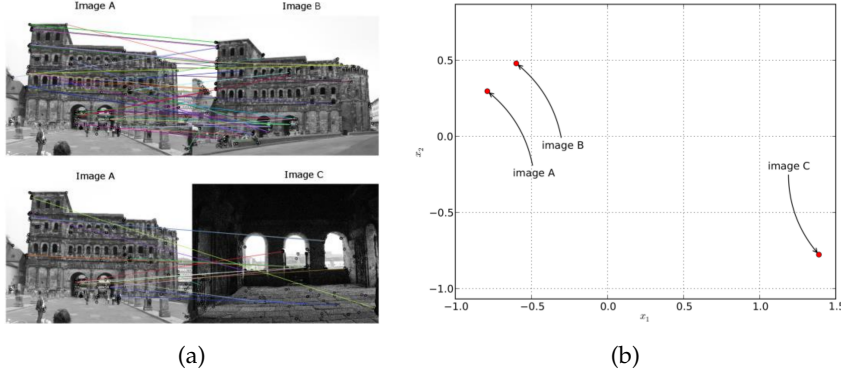 Image A
Image B
Image A
Image C
(a)
0.5
0.0
−0.5
−1.0
−1.0
−0.5
0.0
0.5
1.0
1.5
x₂
x₁
image B
image A
image C
(b)